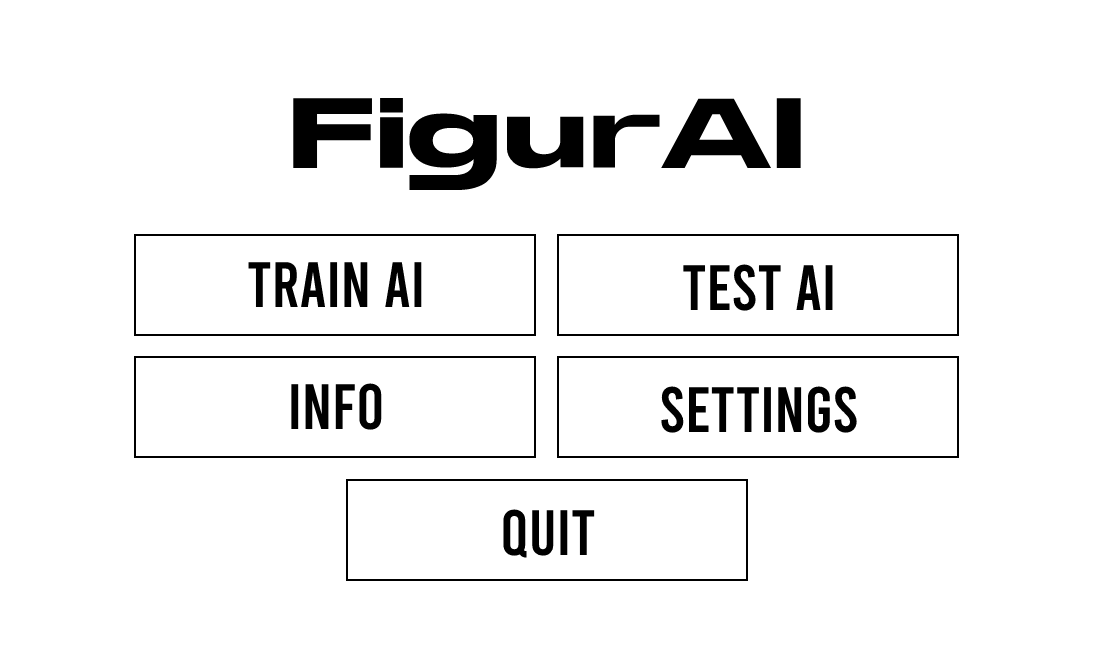 FigurAI
TRAIN AI
TEST AI
INFO
SETTINGS
QUIT